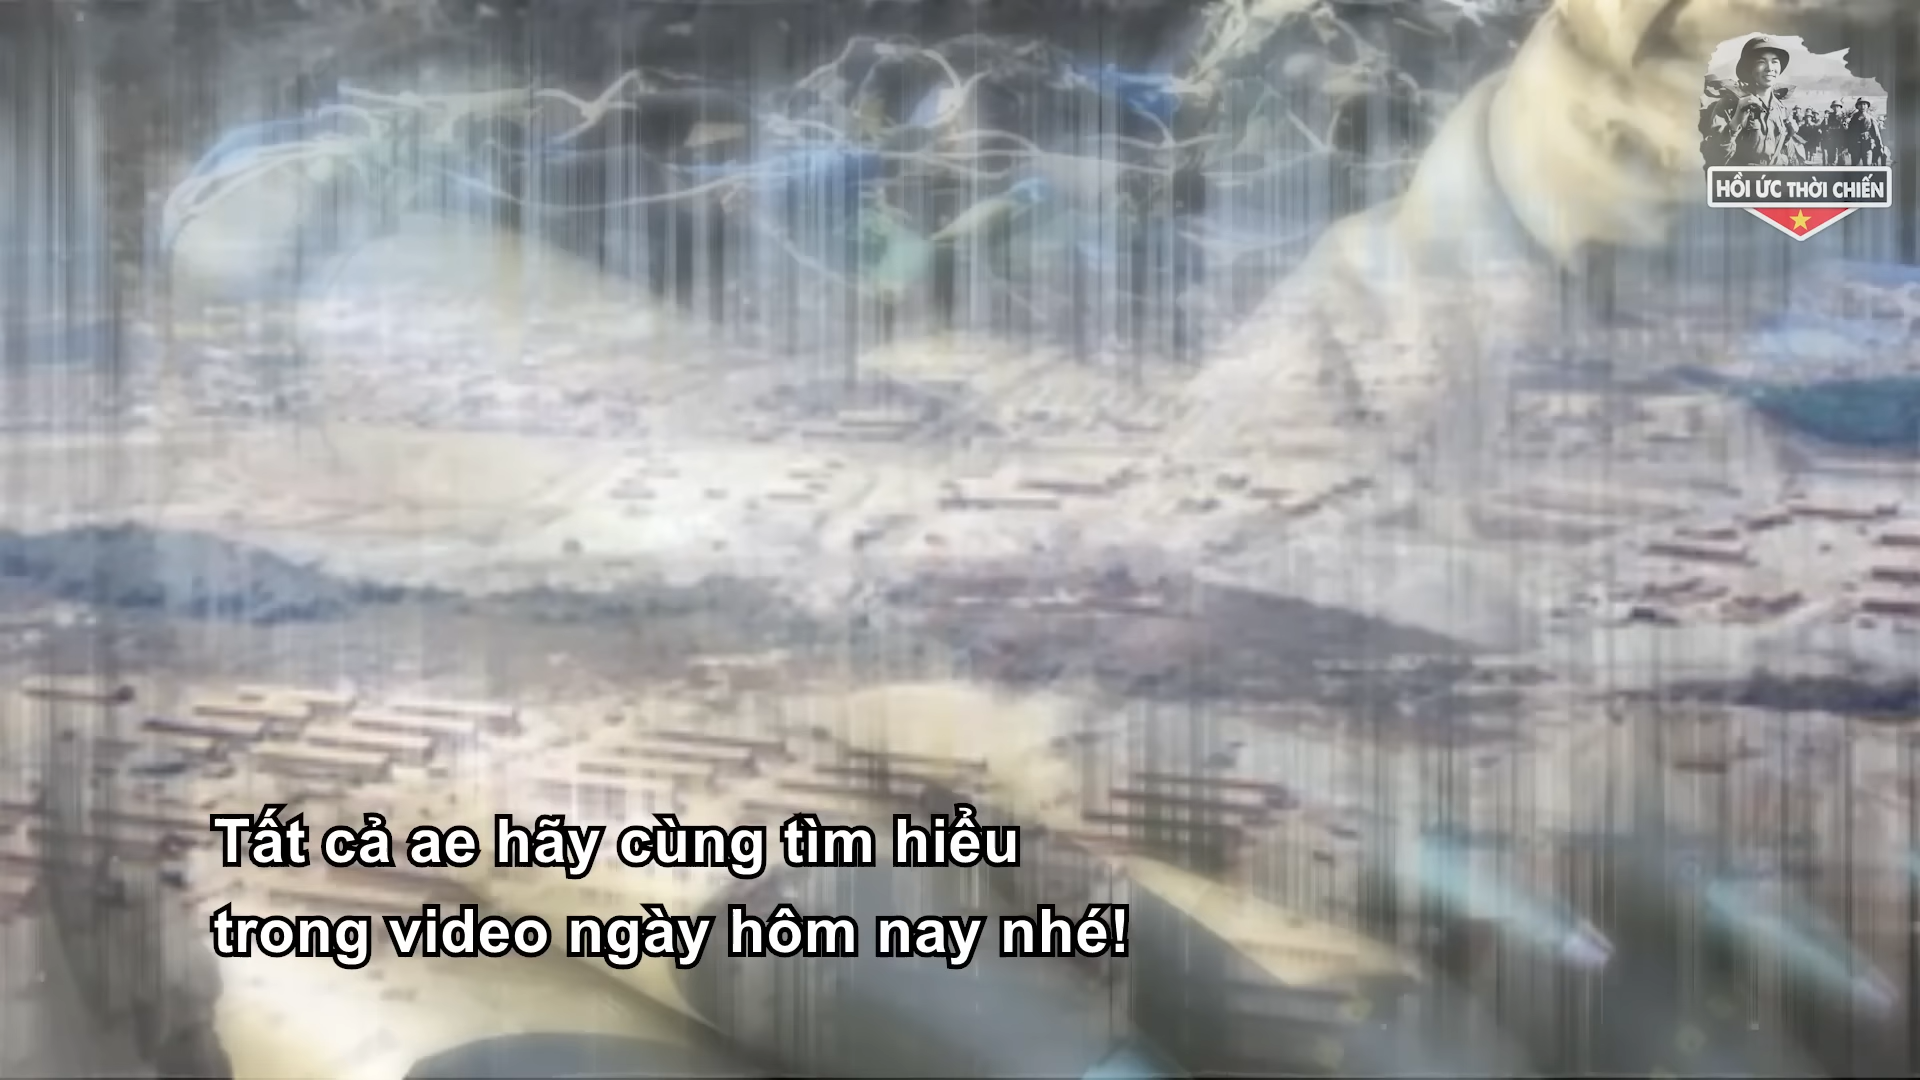 HỒI ỨC THỜI CHIẾN
Tất cả ae hãy cùng tìm hiểu
trong video ngày hôm nay nhé!